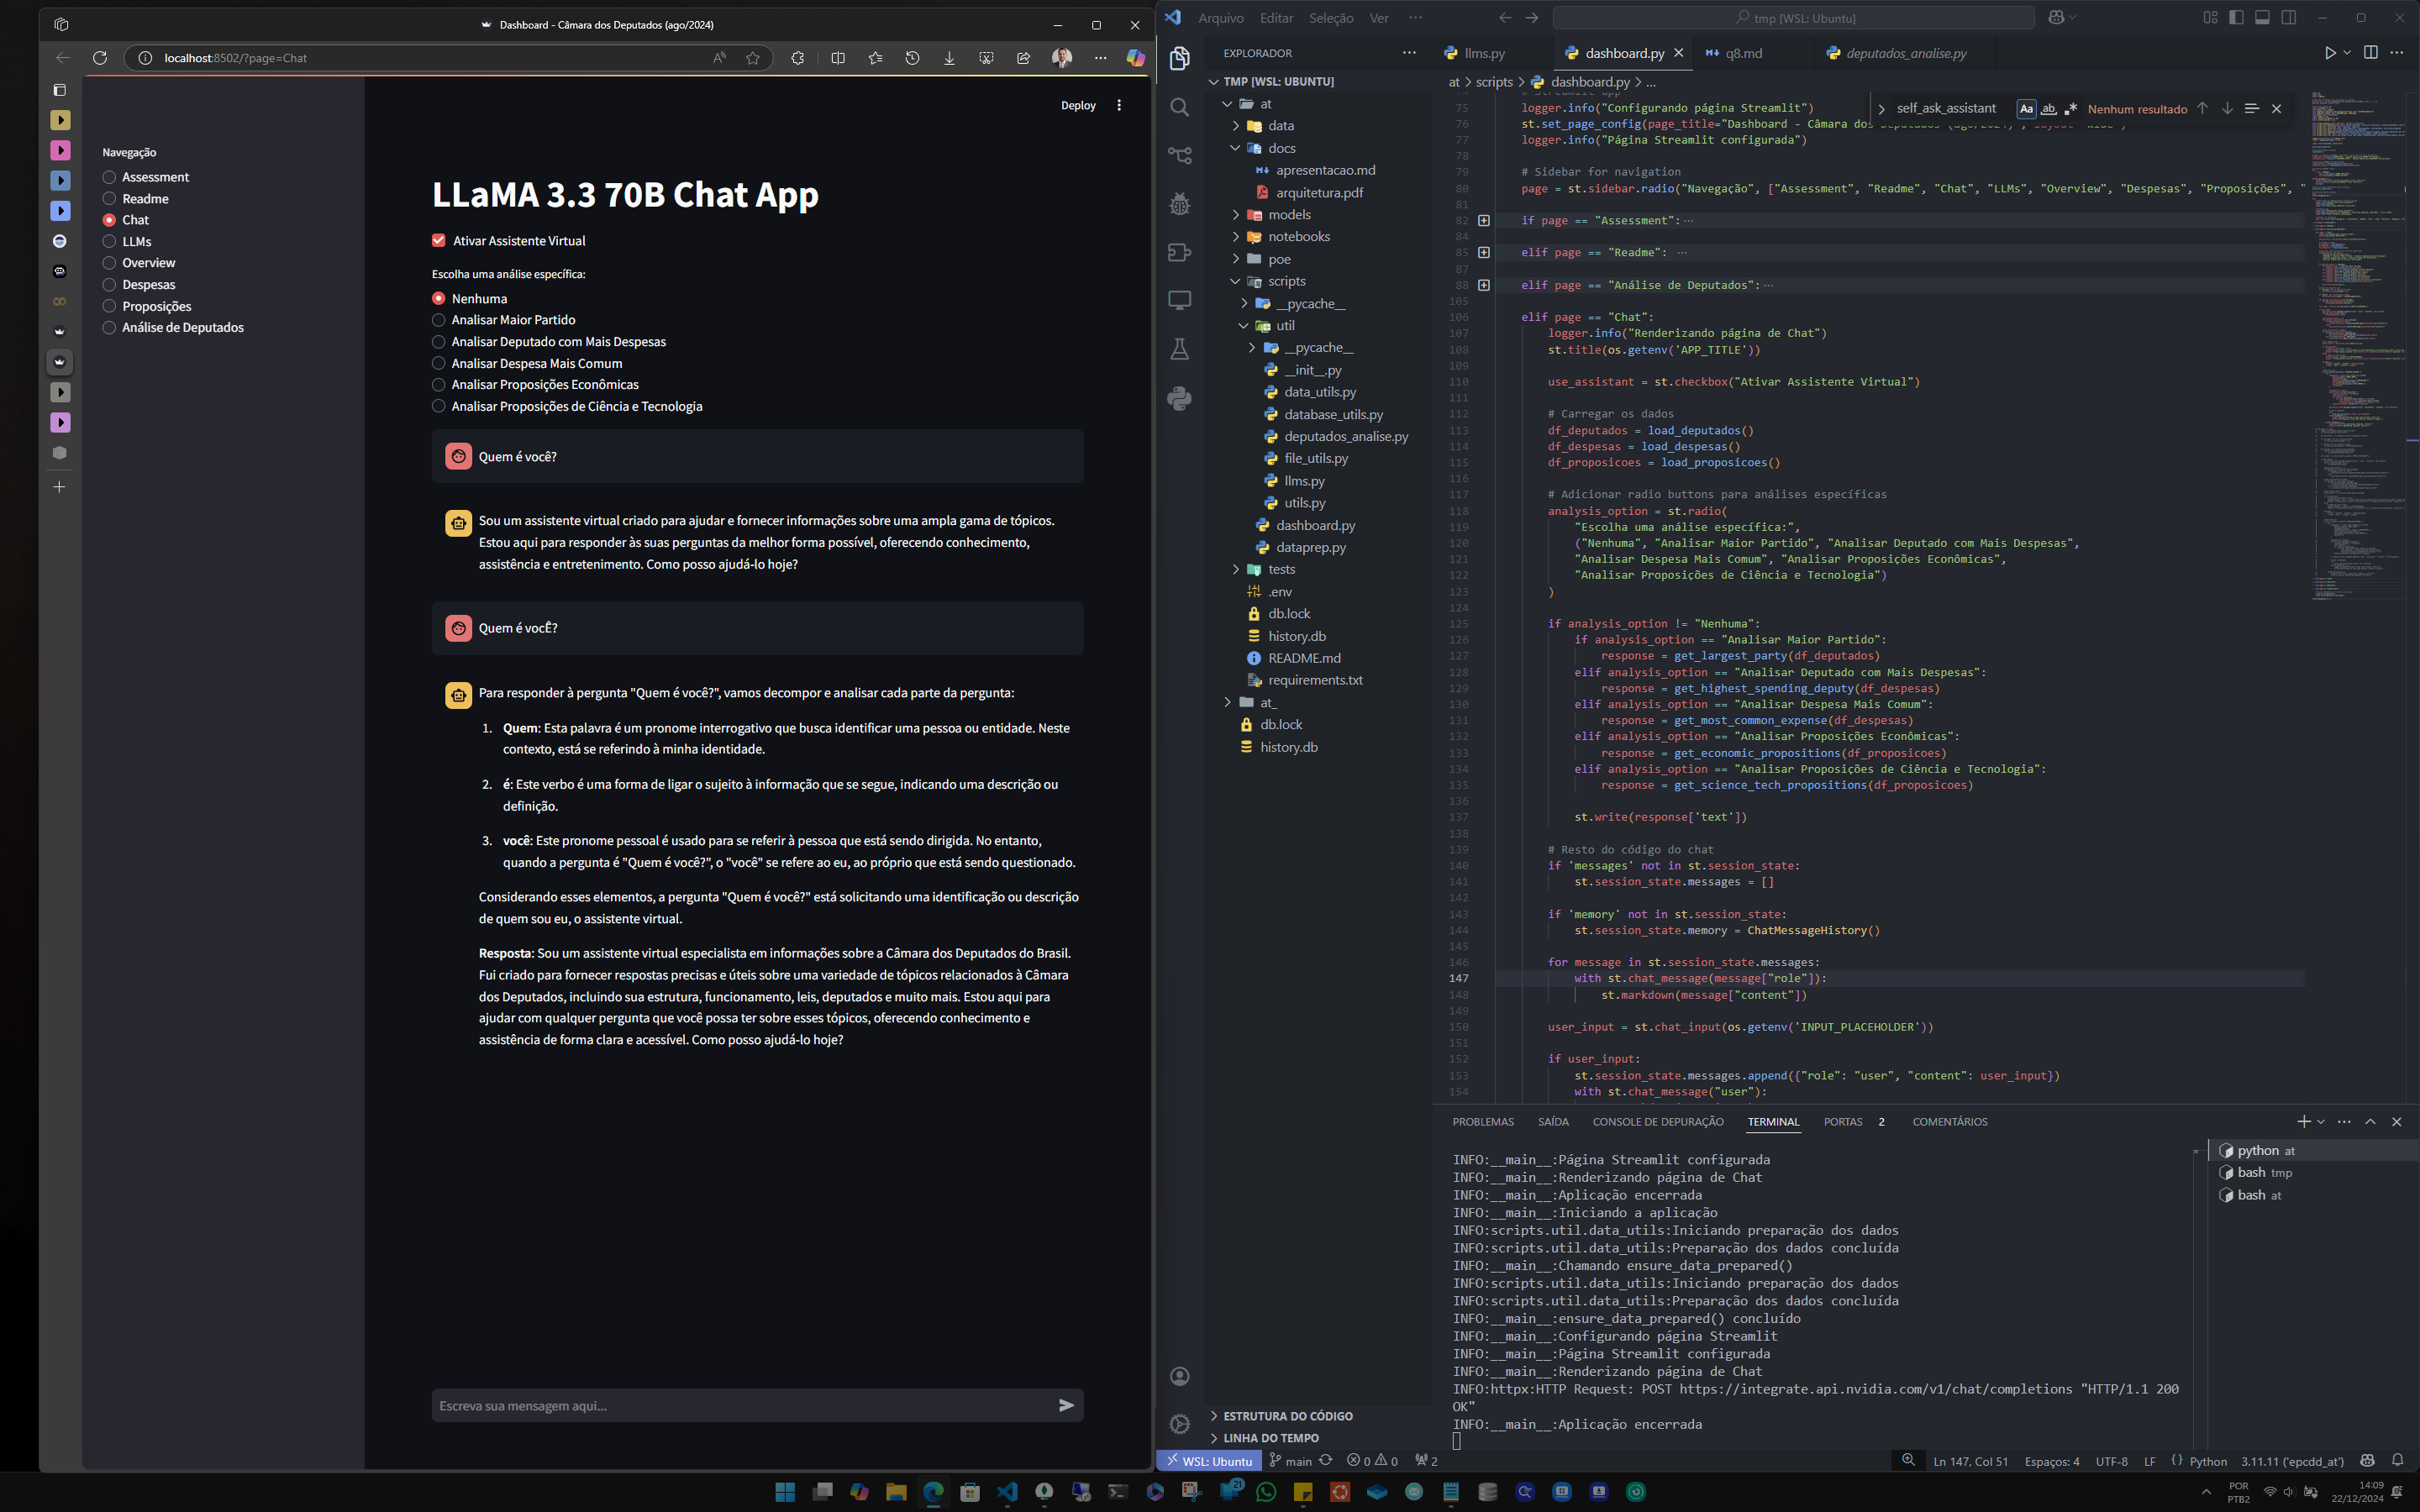 Dashboard - Câmara dos Deputados (ago/2024)
localhost:8502/?page=Chat
Deploy
Navegação
Assessment
Readme
Chat
LLMs
Overview
Despesas
Proposições
Análise de Deputados
LLaMA 3.3 70B Chat App
Ativar Assistente Virtual
Escolha uma análise específica:
Nenhuma
Analisar Maior Partido
Analisar Deputado com Mais Despesas
Analisar Despesa Mais Comum
Analisar Proposições Econômicas
Analisar Proposições de Ciência e Tecnologia
Quem é você?
Sou um assistente virtual criado para ajudar e fornecer informações sobre uma ampla gama de tópicos.
Estou aqui para responder às suas perguntas da melhor forma possível, oferecendo conhecimento,
assistência e entretenimento. Como posso ajudá-lo hoje?
Quem é vocÊ?
Para responder à pergunta "Quem é você?", vamos decompor e analisar cada parte da pergunta:
1. Quem: Esta palavra é um pronome interrogativo que busca identificar uma pessoa ou entidade. Neste
contexto, está se referindo à minha identidade.
2. é: Este verbo é uma forma de ligar o sujeito à informação que se segue, indicando uma descrição ou
definição.
3. você: Este pronome pessoal é usado para se referir à pessoa que está sendo dirigida. No entanto,
quando a pergunta é "Quem é você?", o "você" se refere ao eu, ao próprio que está sendo questionado.
Considerando esses elementos, a pergunta "Quem é você?" está solicitando uma identificação ou descrição
de quem sou eu, o assistente virtual.
Resposta: Sou um assistente virtual especialista em informações sobre a Câmara dos Deputados do Brasil.
Fui criado para fornecer respostas precisas e úteis sobre uma variedade de tópicos relacionados à Câmara
dos Deputados, incluindo sua estrutura, funcionamento, leis, deputados e muito mais. Estou aqui para
ajudar com qualquer pergunta que você possa ter sobre esses tópicos, oferecendo conhecimento e
assistência de forma clara e acessível. Como posso ajudá-lo hoje?
Escreva sua mensagem aqui...
Arquivo Editar Seleção Ver ···
tmp [WSL: Ubuntu]
EXPLORADOR
TMP [WSL: UBUNTU]
at
data
docs
apresentacao.md
arquitetura.pdf
models
notebooks
poe
scripts
__pycache__
util
__pycache__
__init__.py
data_utils.py
database_utils.py
deputados_analise.py
file_utils.py
llms.py
utils.py
dashboard.py
dataprep.py
tests
.env
db.lock
history.db
README.md
requirements.txt
at_
db.lock
history.db
ESTRUTURA DO CÓDIGO
LINHA DO TEMPO
llms.py
dashboard.py
q8.md
deputados_analise.py
at > scripts > dashboard.py > ...
self_ask_assistant Aa ab Nenhum resultado
75 logger.info("Configurando página Streamlit")
76 st.set_page_config(page_title="Dashboard - Câmara dos
77 logger.info("Página Streamlit configurada")
78
79 # Sidebar for navigation
80 page = st.sidebar.radio("Navegação", ["Assessment", "Readme", "Chat", "LLMs", "Overview", "Despesas", "Proposições", "
81
82 if page == "Assessment": ···
84
85 elif page == "Readme": ···
87
88 elif page == "Análise de Deputados": ···
105
106 elif page == "Chat":
107 logger.info("Renderizando página de Chat")
108 st.title(os.getenv('APP_TITLE'))
109
110 use_assistant = st.checkbox("Ativar Assistente Virtual")
111
112 # Carregar os dados
113 df_deputados = load_deputados()
114 df_despesas = load_despesas()
115 df_proposicoes = load_proposicoes()
116
117 # Adicionar radio buttons para análises específicas
118 analysis_option = st.radio(
119 "Escolha uma análise específica:",
120 ("Nenhuma", "Analisar Maior Partido", "Analisar Deputado com Mais Despesas",
121 "Analisar Despesa Mais Comum", "Analisar Proposições Econômicas",
122 "Analisar Proposições de Ciência e Tecnologia")
123 )
124
125 if analysis_option != "Nenhuma":
126 if analysis_option == "Analisar Maior Partido":
127 response = get_largest_party(df_deputados)
128 elif analysis_option == "Analisar Deputado com Mais Despesas":
129 response = get_highest_spending_deputy(df_despesas)
130 elif analysis_option == "Analisar Despesa Mais Comum":
131 response = get_most_common_expense(df_despesas)
132 elif analysis_option == "Analisar Proposições Econômicas":
133 response = get_economic_propositions(df_proposicoes)
134 elif analysis_option == "Analisar Proposições de Ciência e Tecnologia":
135 response = get_science_tech_propositions(df_proposicoes)
136
137 st.write(response['text'])
138
139 # Resto do código do chat
140 if 'messages' not in st.session_state:
141 st.session_state.messages = []
142
143 if 'memory' not in st.session_state:
144 st.session_state.memory = ChatMessageHistory()
145
146 for message in st.session_state.messages:
147 with st.chat_message(message["role"]):
148 st.markdown(message["content"])
149
150 user_input = st.chat_input(os.getenv('INPUT_PLACEHOLDER'))
151
152 if user_input:
153 st.session_state.messages.append({"role": "user", "content": user_input})
154 with st.chat_message("user"):
PROBLEMAS SAÍDA CONSOLE DE DEPURAÇÃO TERMINAL PORTAS 2 COMENTÁRIOS
INFO:__main__:Página Streamlit configurada
INFO:__main__:Renderizando página de Chat
INFO:__main__:Aplicação encerrada
INFO:__main__:Iniciando a aplicação
INFO:scripts.util.data_utils:Iniciando preparação dos dados
INFO:scripts.util.data_utils:Preparação dos dados concluída
INFO:__main__:Chamando ensure_data_prepared()
INFO:scripts.util.data_utils:Iniciando preparação dos dados
INFO:scripts.util.data_utils:Preparação dos dados concluída
INFO:__main__:ensure_data_prepared() concluído
INFO:__main__:Configurando página Streamlit
INFO:__main__:Página Streamlit configurada
INFO:__main__:Renderizando página de Chat
INFO:httpx:HTTP Request: POST https://integrate.api.nvidia.com/v1/chat/completions "HTTP/1.1 200
OK"
INFO:__main__:Aplicação encerrada
python at
bash tmp
bash at
WSL: Ubuntu main 0 0 2
Ln 147, Col 51 Espaços: 4 UTF-8 LF Python 3.11.11 ('epcdd_at')
21
POR
PTB2
14:09
22/12/2024